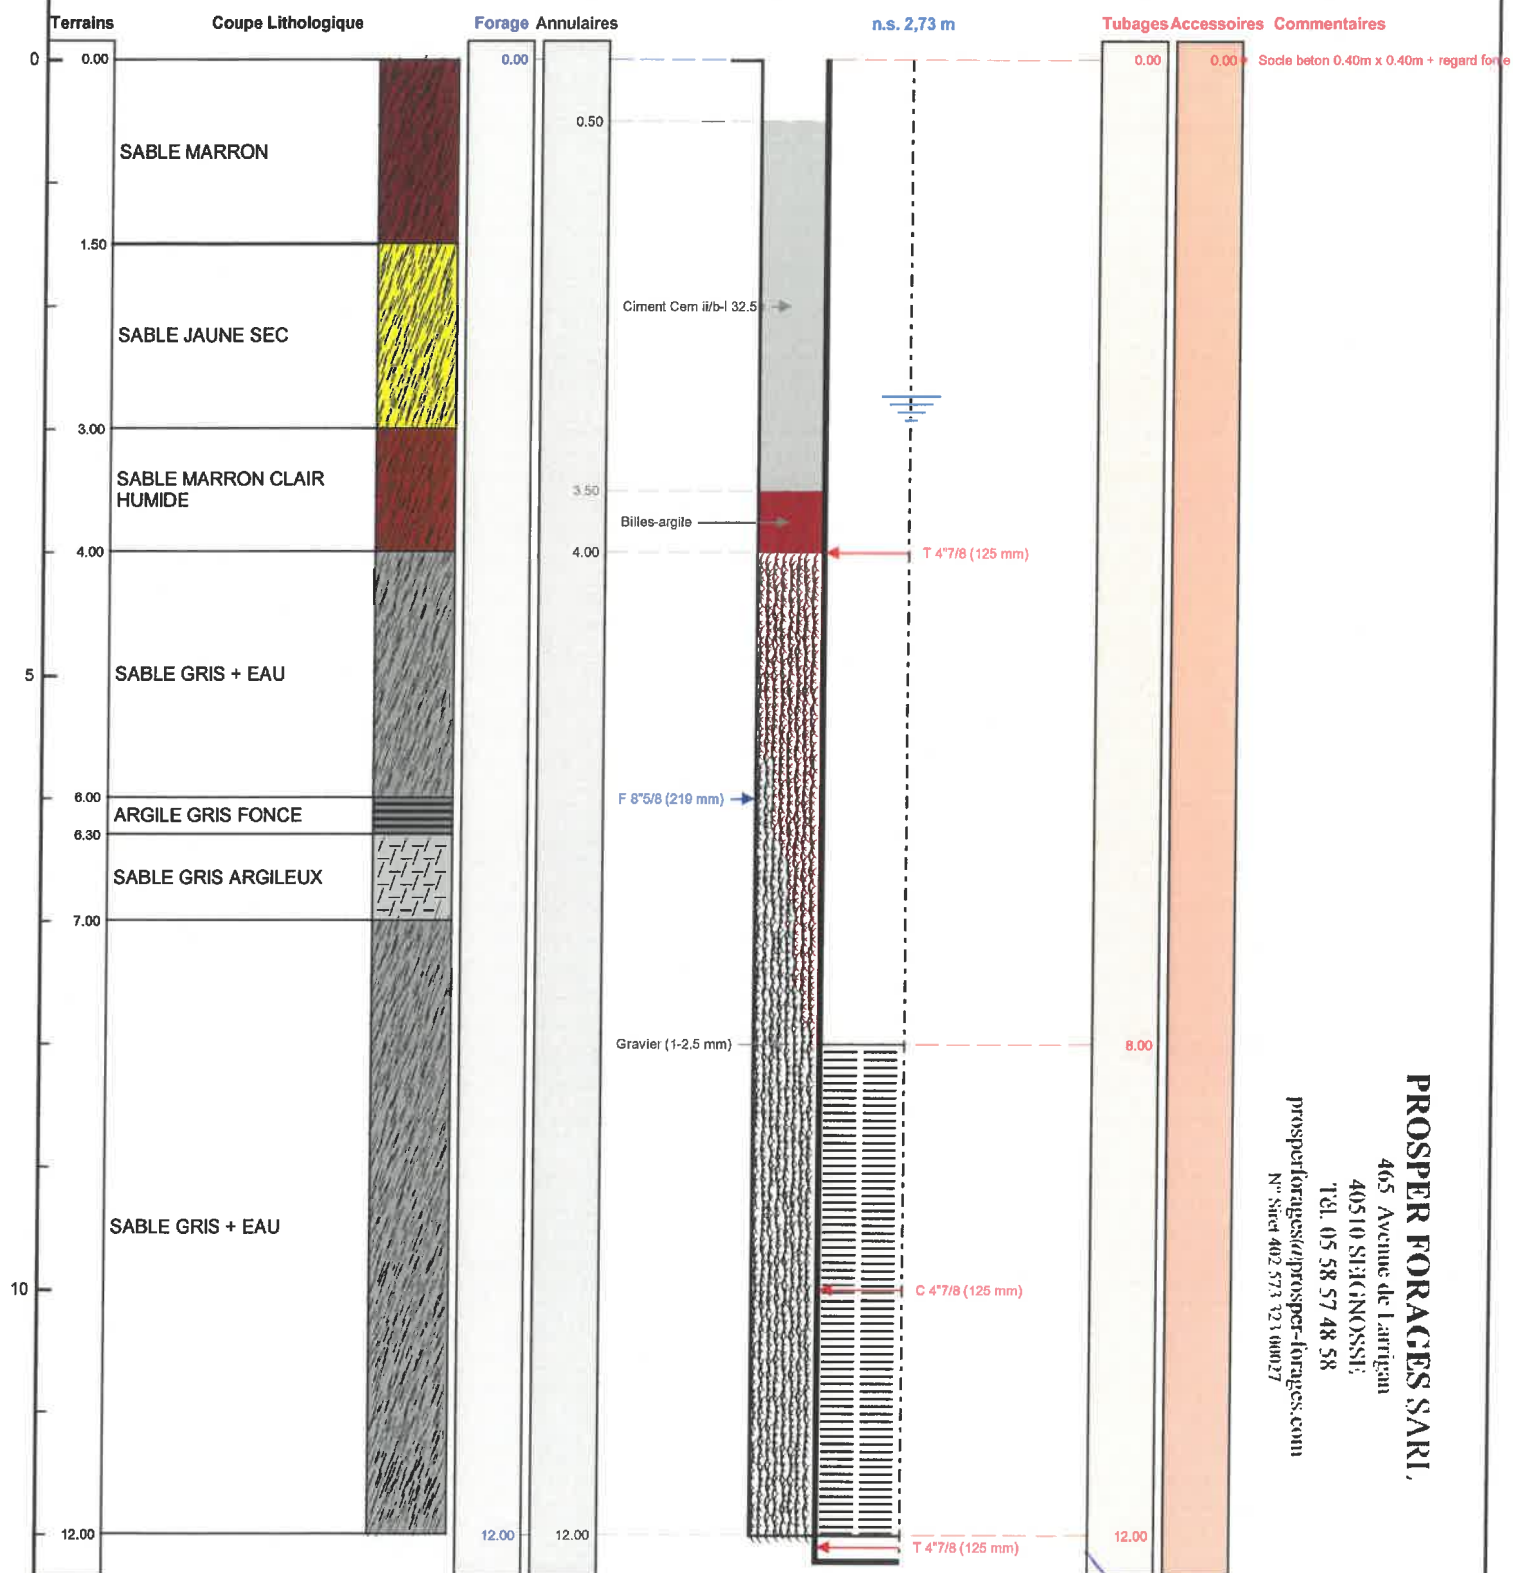 Terrains Coupe Lithologique Forage Annulaires n.s. 2,73 m Tubages Accessoires Commentaires
0 0.00 0.00 0.00 0.00 Socle beton 0.40m x 0.40m + regard fonte
0.50
SABLE MARRON
1.50
Ciment Cem ii/b-l 32.5
SABLE JAUNE SEC
3.00
SABLE MARRON CLAIR
HUMIDE
3.50
Billes-argile
4.00 4.00 T 4"7/8 (125 mm)
5 SABLE GRIS + EAU
6.00 F 8"5/8 (219 mm)
ARGILE GRIS FONCE
6.30
SABLE GRIS ARGILEUX
7.00
Gravier (1-2.5 mm) 8.00
SABLE GRIS + EAU
10 C 4"7/8 (125 mm)
12.00 12.00 12.00 12.00
T 4"7/8 (125 mm)
PROSPER FORAGES SARL
465 Avenue de Larrigan
40510 SEIGNOSSE
Tél. 05 58 57 48 58
prosperforages@prosper-forages.com
N° Siret 402 573 323 00027